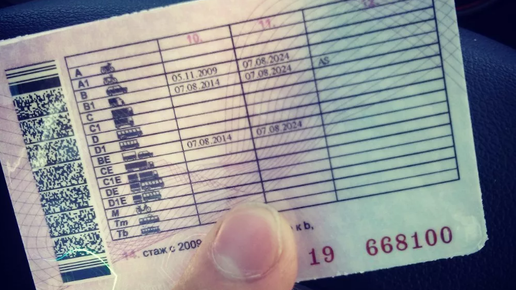 10. 11. 12.
A
A1
B 05.11.2009 07.08.2024
B1 07.08.2014 07.08.2024 AS
C
C1
D
D1
BE 07.08.2014 07.08.2024
CE
C1E
DE
D1E
M
Tm
Tb
14. стаж с 2009 к b,
19 668100